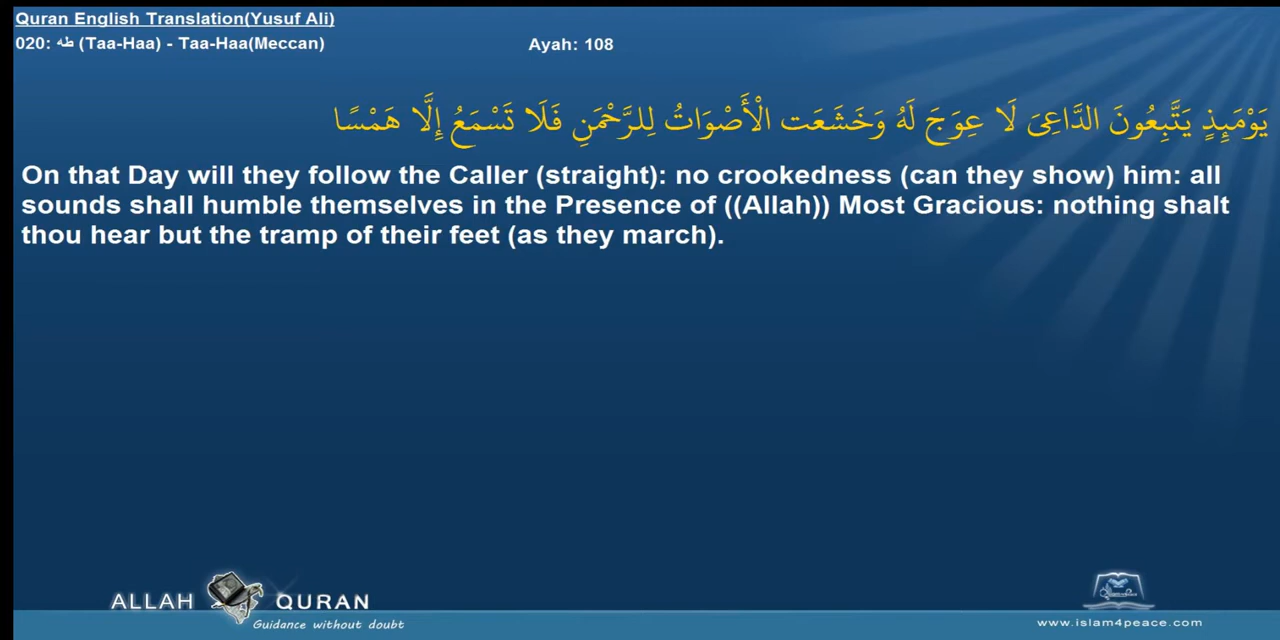 Quran English Translation(Yusuf Ali)
020: طه (Taa-Haa) - Taa-Haa(Meccan)
Ayah: 108
يَوْمَئِذٍ يَتَّبِعُونَ الدَّاعِىَ لَا عِوَجَ لَهُ وَخَشَعَت الْأَصْوَاتُ لِلرَّحْمَنِ فَلَا تَسْمَعُ إِلَّا هَمْسًا
On that Day will they follow the Caller (straight): no crookedness (can they show) him: all
sounds shall humble themselves in the Presence of ((Allah)) Most Gracious: nothing shalt
thou hear but the tramp of their feet (as they march).
ALLAH QURAN
Guidance without doubt
www.islam4peace.com